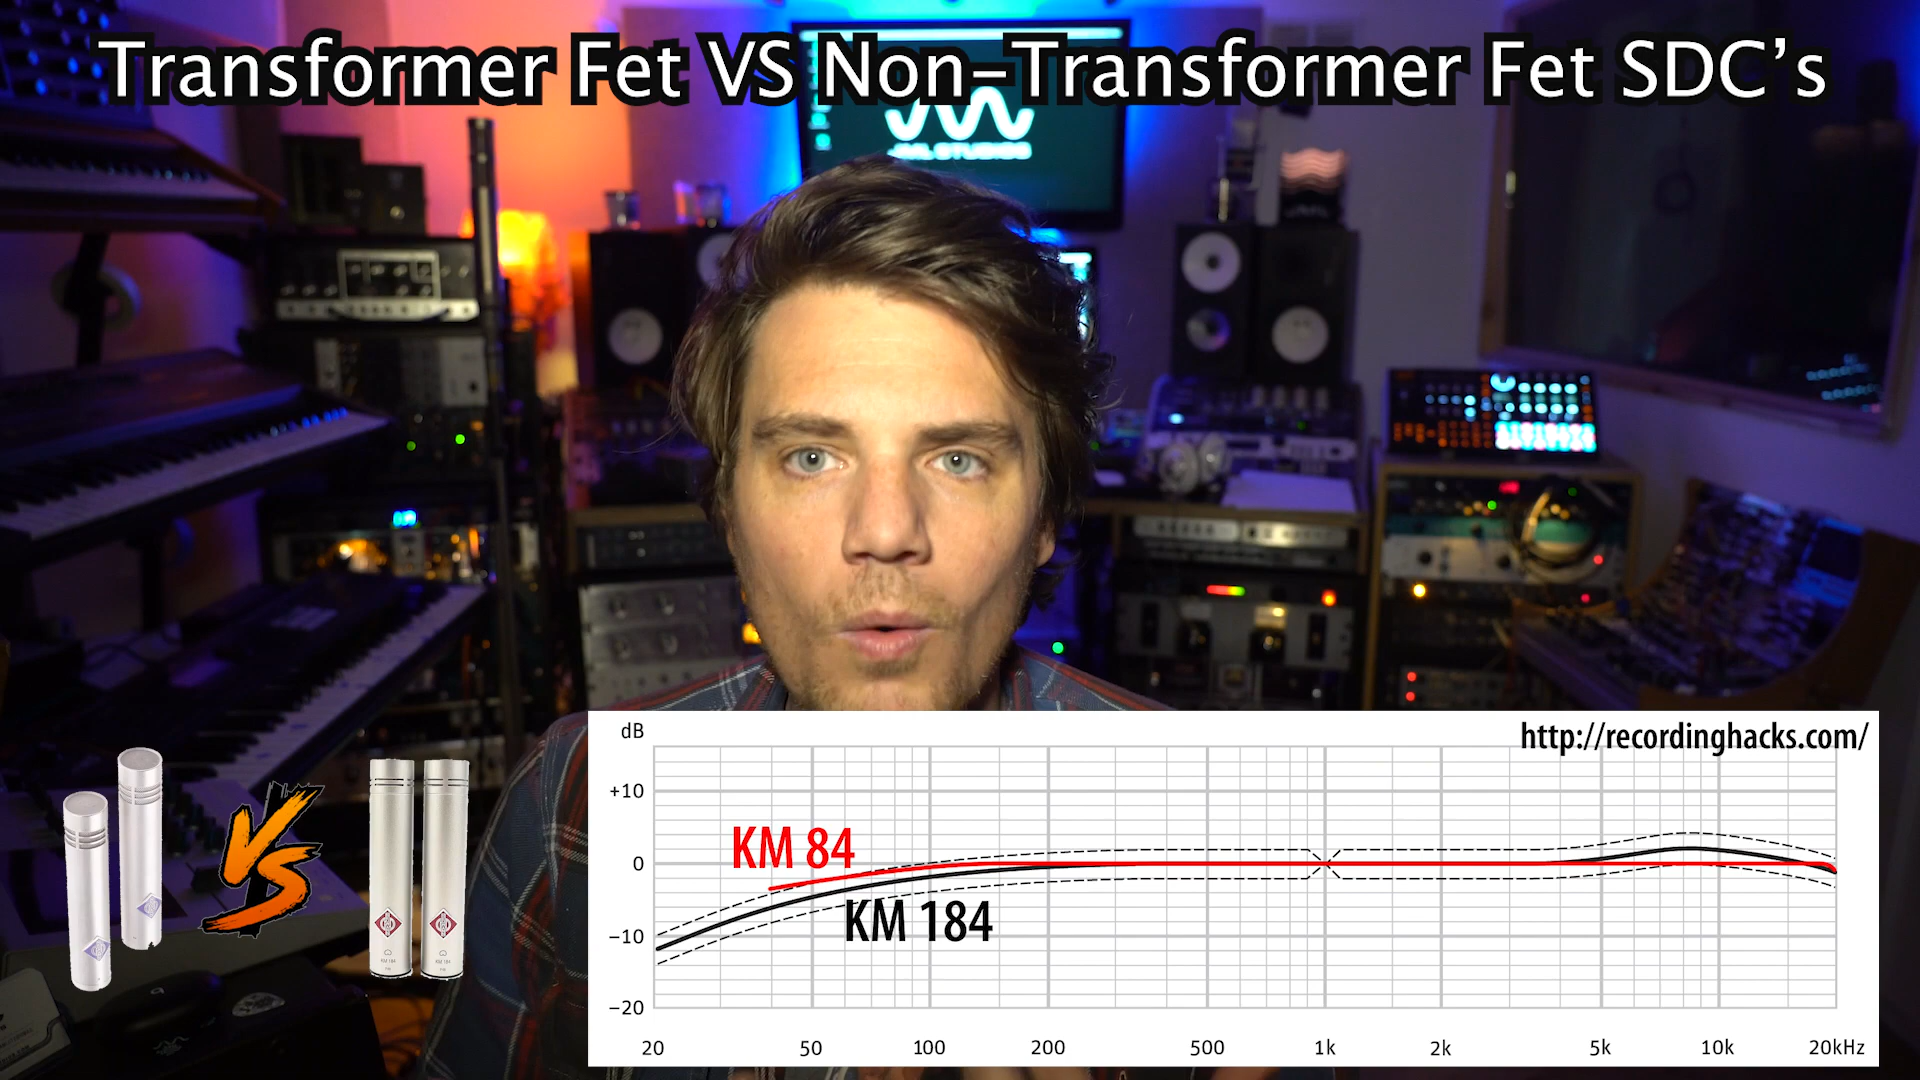 Transformer Fet VS Non-Transformer Fet SDC's
STUDIOS
VS
http://recordinghacks.com/
dB
+10
0
−10
−20
KM 84
KM 184
20 50 100 200 500 1k 2k 5k 10k 20kHz